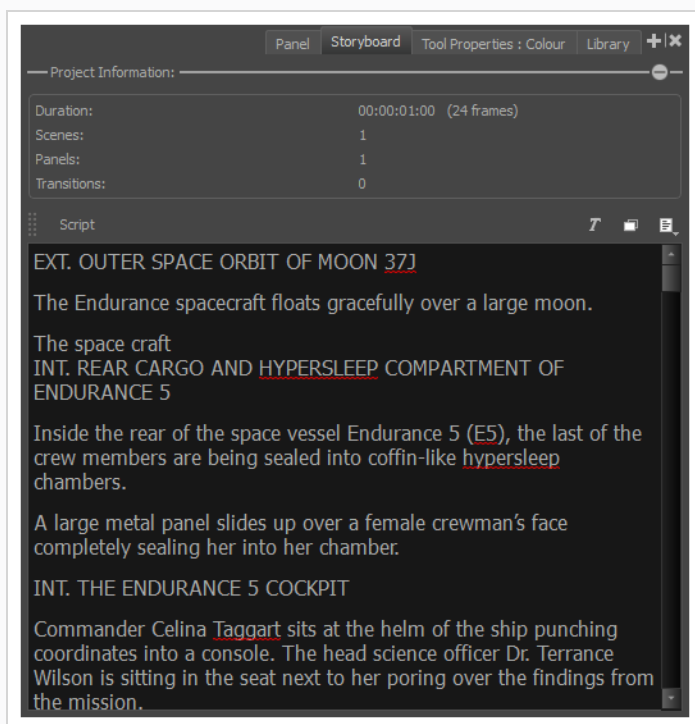 Panel Storyboard Tool Properties : Colour Library
Project Information:
Duration: 00:00:01:00 (24 frames)
Scenes: 1
Panels: 1
Transitions: 0
Script T
EXT. OUTER SPACE ORBIT OF MOON 37J
The Endurance spacecraft floats gracefully over a large moon.
The space craft
INT. REAR CARGO AND HYPERSLEEP COMPARTMENT OF
ENDURANCE 5
Inside the rear of the space vessel Endurance 5 (E5), the last of the
crew members are being sealed into coffin-like hypersleep
chambers.
A large metal panel slides up over a female crewman’s face
completely sealing her into her chamber.
INT. THE ENDURANCE 5 COCKPIT
Commander Celina Taggart sits at the helm of the ship punching
coordinates into a console. The head science officer Dr. Terrance
Wilson is sitting in the seat next to her poring over the findings from
the mission.